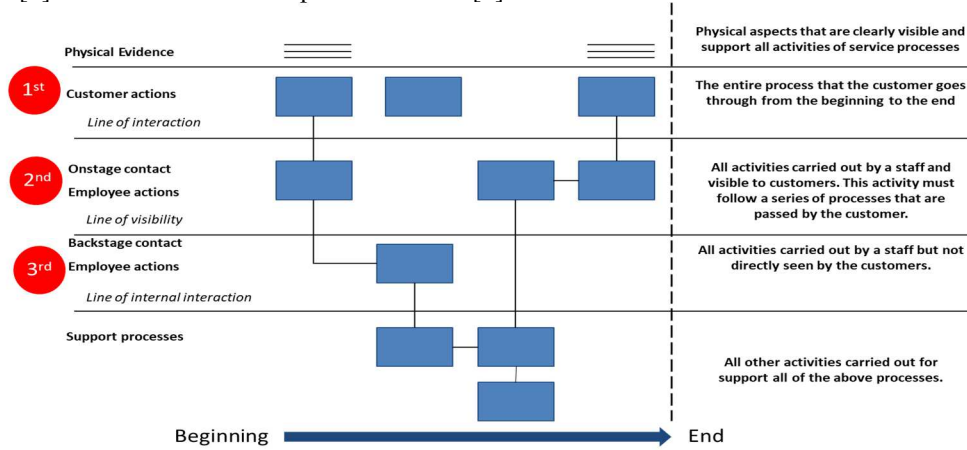 Physical Evidence
Physical aspects that are clearly visible and
support all activities of service processes
1st
Customer actions
Line of interaction
The entire process that the customer goes
through from the beginning to the end
2nd
Onstage contact
Employee actions
Line of visibility
All activities carried out by a staff and
visible to customers. This activity must
follow a series of processes that are
passed by the customer.
3rd
Backstage contact
Employee actions
Line of internal interaction
All activities carried out by a staff but not
directly seen by the customers.
Support processes
All other activities carried out for
support all of the above processes.
Beginning
End